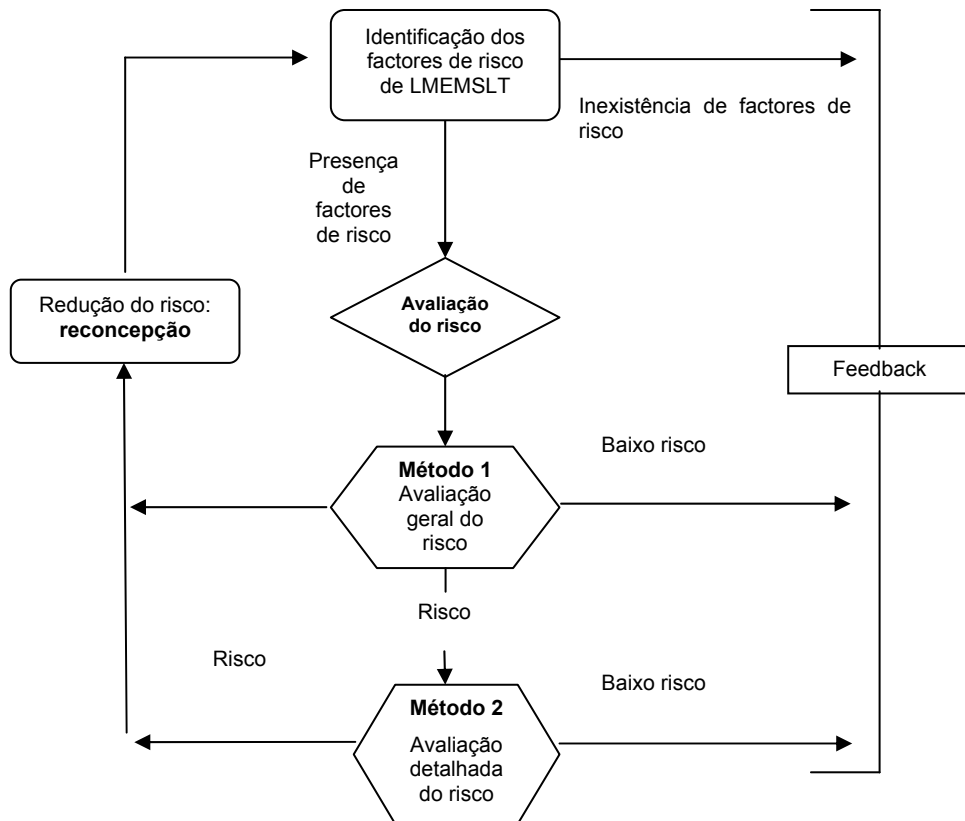 Identificação dos
factores de risco
de LMEMSLT
Inexistência de factores de
risco
Presença
de
factores
de risco
Redução do risco:
reconcepção
Avaliação
do risco
Feedback
Baixo risco
Método 1
Avaliação
geral do
risco
Risco
Risco
Baixo risco
Método 2
Avaliação
detalhada
do risco